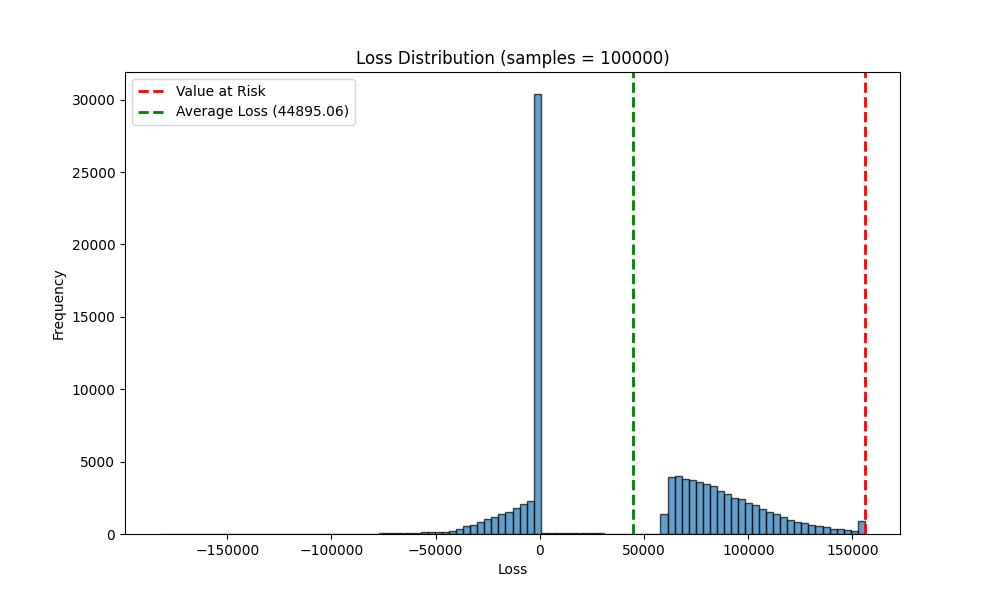 Loss Distribution (samples = 100000)
Value at Risk
Average Loss (44895.06)
30000
25000
20000
15000
10000
5000
0
Frequency
−150000
−100000
−50000
0
50000
100000
150000
Loss